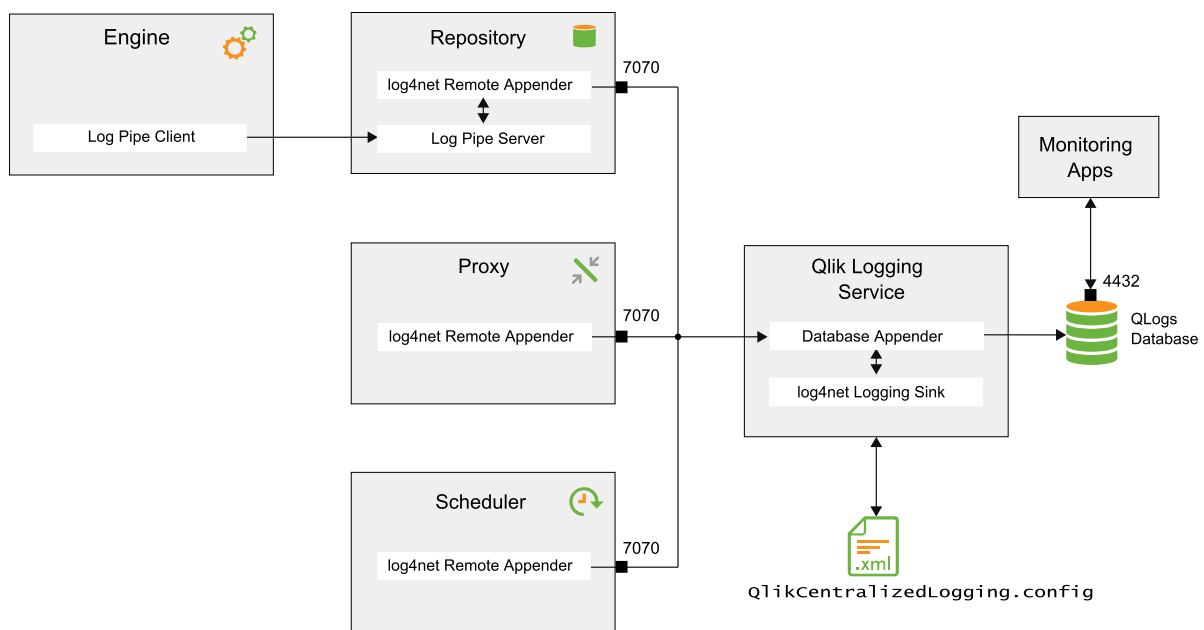 Engine
Log Pipe Client
Repository
log4net Remote Appender
Log Pipe Server
7070
Proxy
log4net Remote Appender
7070
Scheduler
log4net Remote Appender
7070
Qlik Logging
Service
Database Appender
log4net Logging Sink
.xml
QlikCentralizedLogging.config
Monitoring
Apps
4432
QLogs
Database